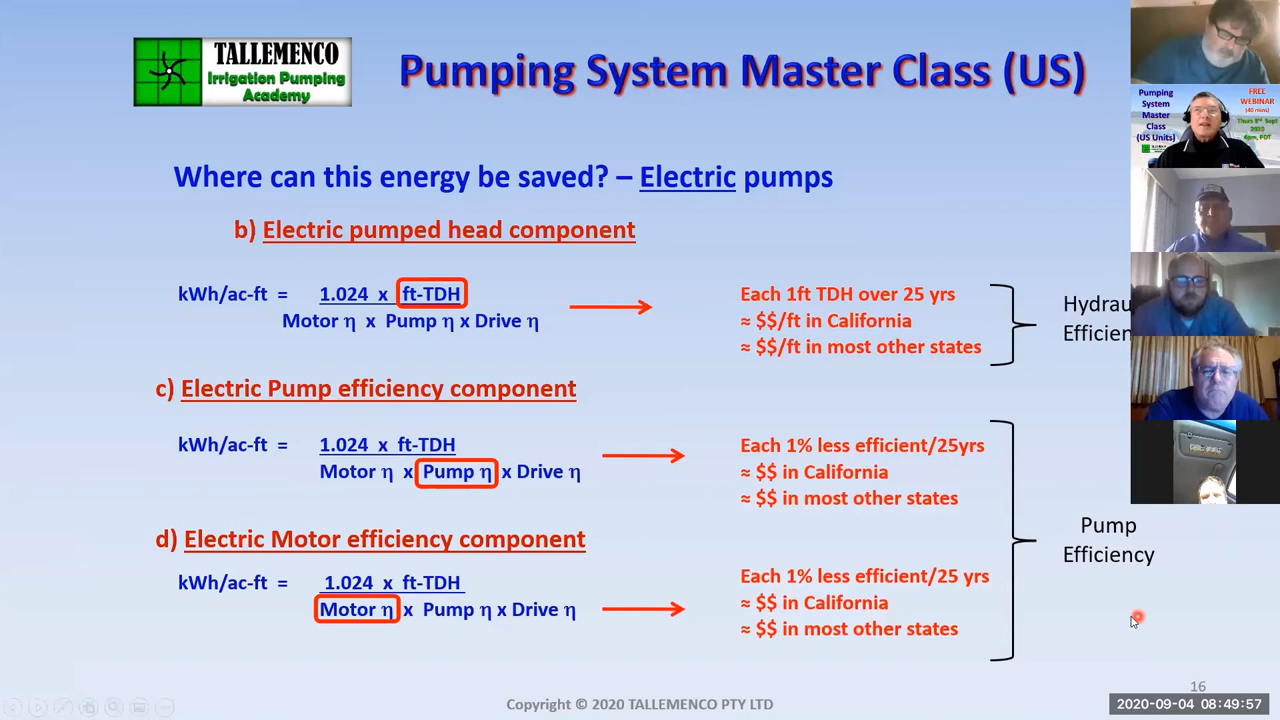 TALLEMENCO
Irrigation Pumping
Academy
Pumping System Master Class (US)
Where can this energy be saved? – Electric pumps
b) Electric pumped head component
kWh/ac-ft = 1.024 x ft-TDH
Motor η x Pump η x Drive η
Each 1ft TDH over 25 yrs
≈ $$/ft in California
≈ $$/ft in most other states
Hydrau
Efficien
c) Electric Pump efficiency component
kWh/ac-ft = 1.024 x ft-TDH
Motor η x Pump η x Drive η
Each 1% less efficient/25yrs
≈ $$ in California
≈ $$ in most other states
d) Electric Motor efficiency component
kWh/ac-ft = 1.024 x ft-TDH
Motor η x Pump η x Drive η
Each 1% less efficient/25 yrs
≈ $$ in California
≈ $$ in most other states
Pump
Efficiency
Pumping
System
Master
Class
(US Units)
FREE
WEBINAR
(40 mins)
Thurs 3rd Sept
2020
4pm, PDT
16
Copyright © 2020 TALLEMENCO PTY LTD
2020-09-04 08:49:57